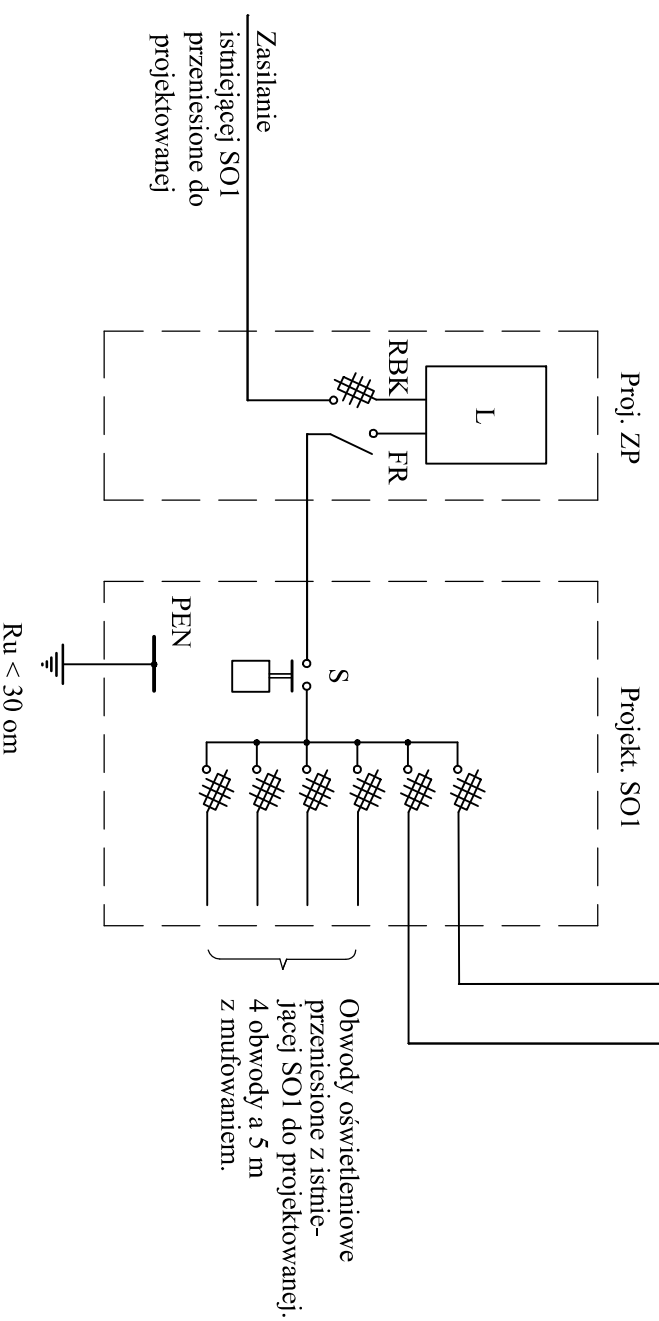 Zasilanie
istniejącej SO1
przeniesione do
projektowanej
Proj. ZP
RBK
L
FR
Projekt. SO1
S
PEN
Ru < 30 om
Obwody oświetleniowe
przeniesione z istnie-
jącej SO1 do projektowanej.
4 obwody a 5 m
z mufowaniem.